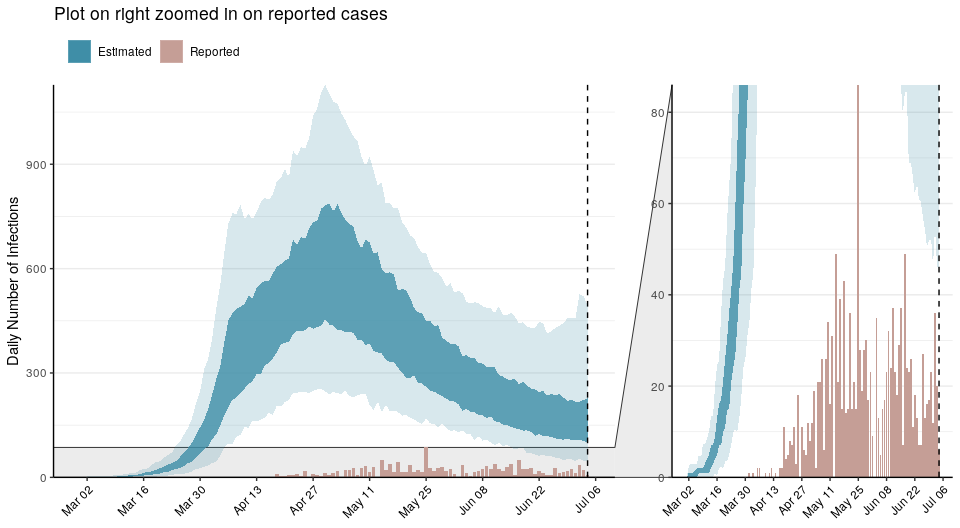 Plot on right zoomed in on reported cases
Estimated Reported
Daily Number of Infections
900
600
300
0
Mar 02 Mar 16 Mar 30 Apr 13 Apr 27 May 11 May 25 Jun 08 Jun 22 Jul 06
80
60
40
20
0
Mar 02 Mar 16 Mar 30 Apr 13 Apr 27 May 11 May 25 Jun 08 Jun 22 Jul 06